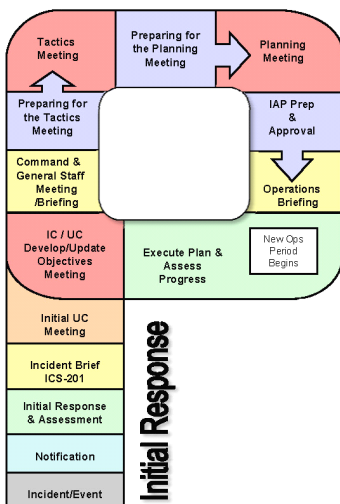 Tactics
Meeting
Preparing for
the Planning
Meeting
Planning
Meeting
Preparing for
the Tactics
Meeting
IAP Prep
&
Approval
Command &
General Staff
Meeting
/Briefing
Operations
Briefing
IC / UC
Develop/Update
Objectives
Meeting
Execute Plan &
Assess
Progress
New Ops
Period
Begins
Initial UC
Meeting
Incident Brief
ICS-201
Initial Response
& Assessment
Notification
Incident/Event
Initial Response